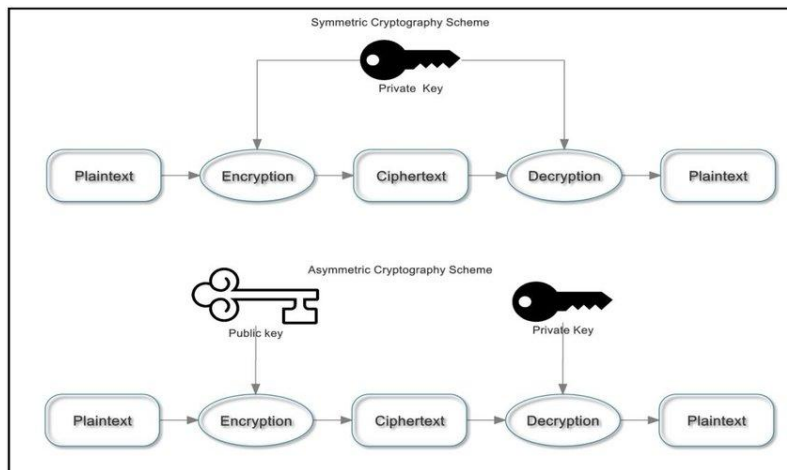 Symmetric Cryptography Scheme
Private Key
Plaintext
Encryption
Ciphertext
Decryption
Plaintext
Asymmetric Cryptography Scheme
Public key
Private Key
Plaintext
Encryption
Ciphertext
Decryption
Plaintext